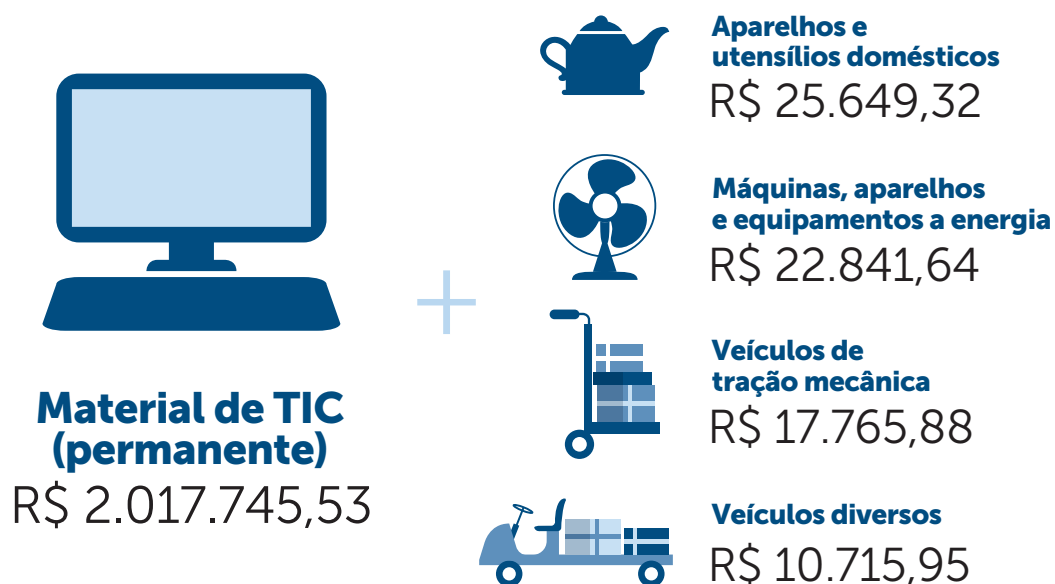 Material de TIC
(permanente)
R$ 2.017.745,53
Aparelhos e
utensílios domésticos
R$ 25.649,32
Máquinas, aparelhos
e equipamentos a energia
R$ 22.841,64
Veículos de
tração mecânica
R$ 17.765,88
Veículos diversos
R$ 10.715,95